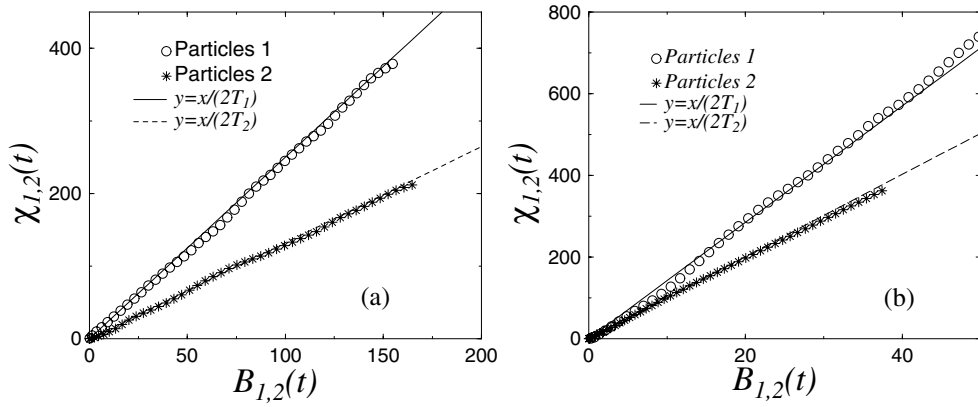 400
200
0
χ1,2(t)
○ Particles 1
* Particles 2
y=x/(2T1)
y=x/(2T2)
(a)
0 50 100 150 200
B1,2(t)
800
600
400
200
0
χ1,2(t)
○ Particles 1
* Particles 2
y=x/(2T1)
y=x/(2T2)
(b)
0 20 40
B1,2(t)